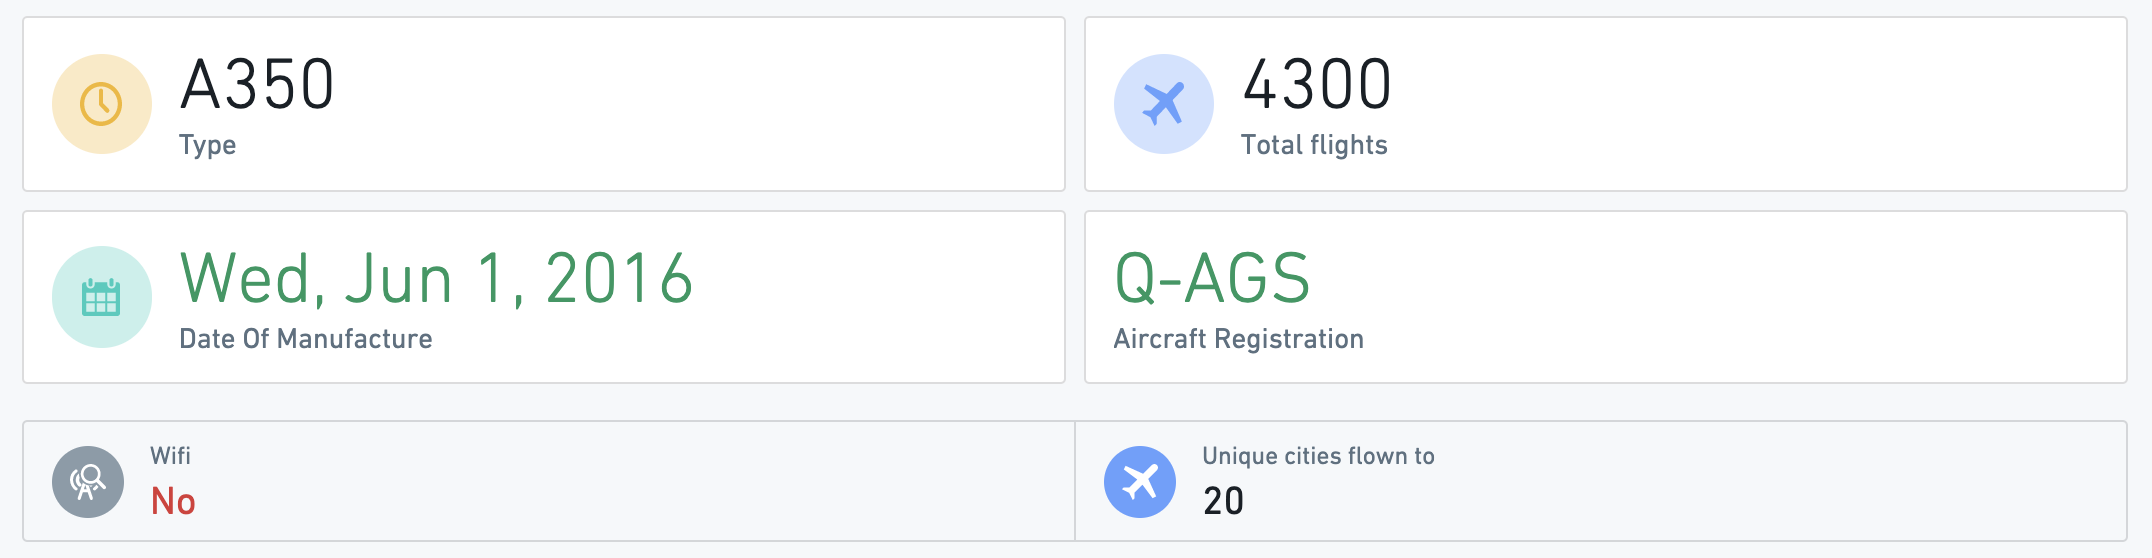 A350
Type
4300
Total flights
Wed, Jun 1, 2016
Date Of Manufacture
Q-AGS
Aircraft Registration
Wifi
No
Unique cities flown to
20